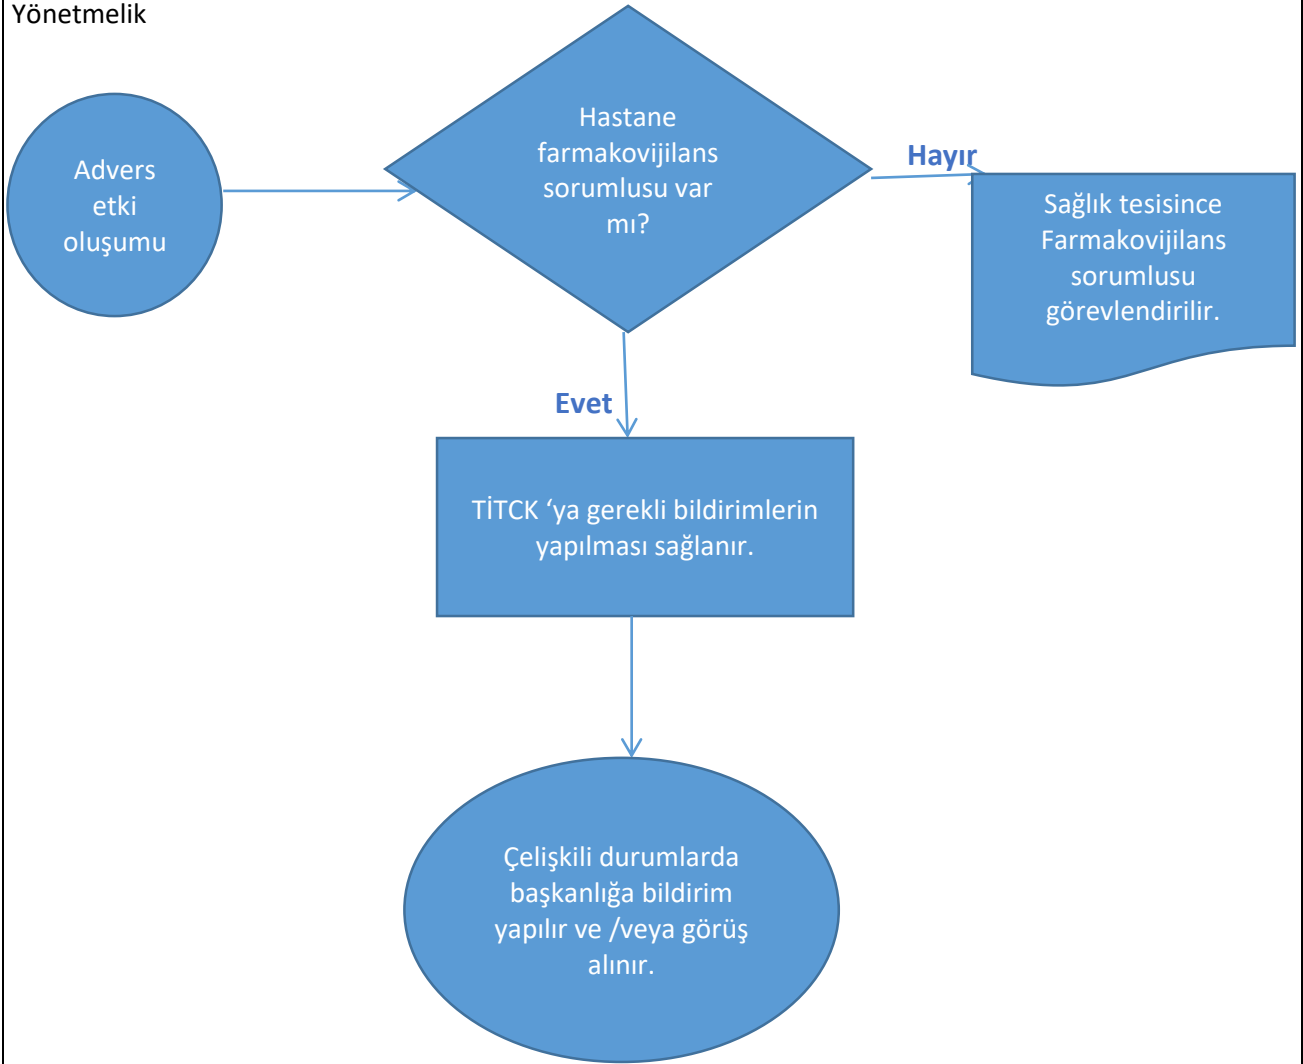 Yönetmelik
Advers
etki
oluşumu
Hastane
farmakovijilans
sorumlusu var
mı?
Hayır
Sağlık tesisince
Farmakovijilans
sorumlusu
görevlendirilir.
Evet
TİTCK ‘ya gerekli bildirimlerin
yapılması sağlanır.
Çelişkili durumlarda
başkanlığa bildirim
yapılır ve /veya görüş
alınır.